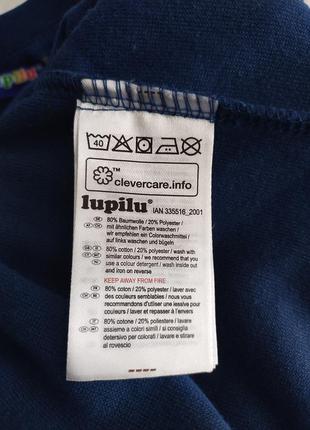 40
™
clevercare.info
lupilu® IAN 335516_2001
80% Baumwolle / 20% Polyester /
mit ähnlichen Farben waschen /
wir empfehlen ein Colorwaschmittel /
auf links waschen und bügeln
80% cotton / 20% polyester / wash with
similar colours / we recommend that you
use a colour detergent / wash inside out
and iron on reverse
KEEP AWAY FROM FIRE
80% coton / 20% polyester / laver avec
des couleurs semblables / nous vous
recommandons d'utiliser une lessive pour
couleurs / laver et repasser à l'envers
80% cotone / 20% poliestere / lavare
assieme a colori simili / si consiglia
detersivo per colorati / lavare e stirare
al rovescio